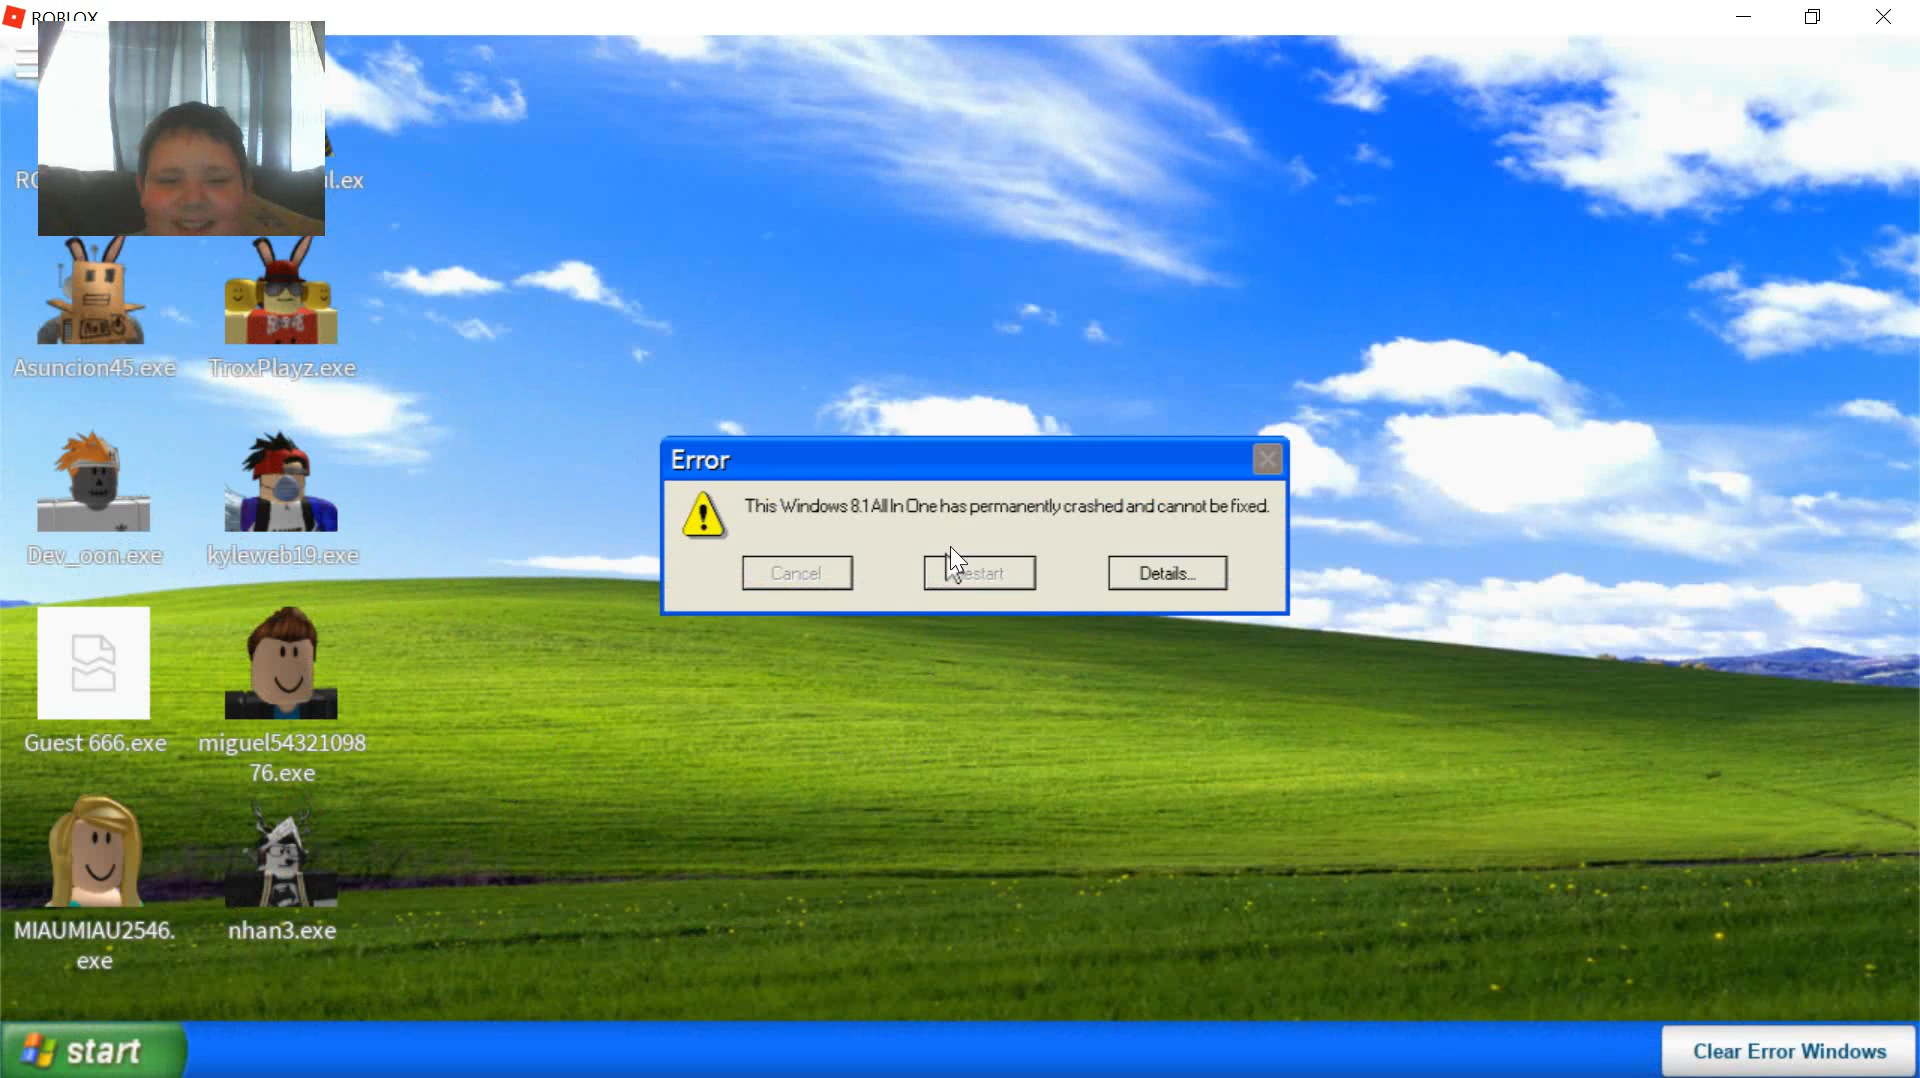 ROBLOX
l.ex
Asuncion45.exe
TroxPlayz.exe
Dev_oon.exe
kyleweb19.exe
Guest 666.exe
miguel54321098
76.exe
MIAUMIAU2546.
exe
nhan3.exe
Error
This Windows 8.1 All In One has permanently crashed and cannot be fixed.
Cancel
estart
Details...
start
Clear Error Windows